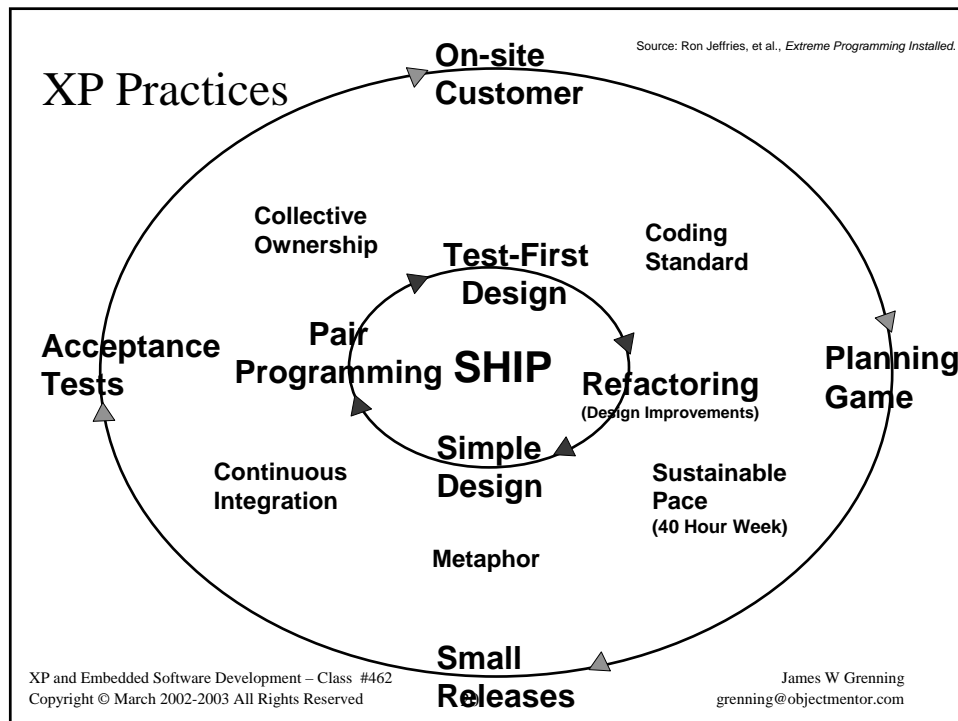 Source: Ron Jeffries, et al., Extreme Programming Installed.
XP Practices
On-site
Customer
Collective
Ownership
Test-First
Design
Coding
Standard
Acceptance
Tests
Pair
Programming
SHIP
Refactoring
(Design Improvements)
Planning
Game
Simple
Design
Continuous
Integration
Sustainable
Pace
(40 Hour Week)
Metaphor
Small
Releases
XP and Embedded Software Development – Class #462
Copyright © March 2002-2003 All Rights Reserved
James W Grenning
grenning@objectmentor.com